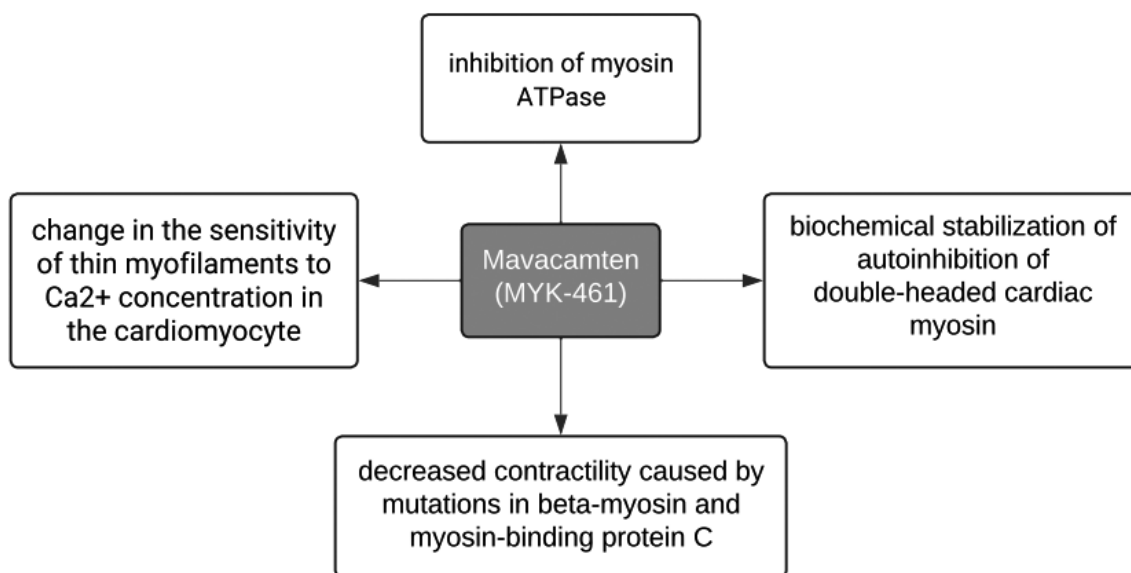 inhibition of myosin
ATPase
change in the sensitivity
of thin myofilaments to
Ca2+ concentration in
the cardiomyocyte
Mavacamten
(MYK-461)
biochemical stabilization of
autoinhibition of
double-headed cardiac
myosin
decreased contractility caused by
mutations in beta-myosin and
myosin-binding protein C